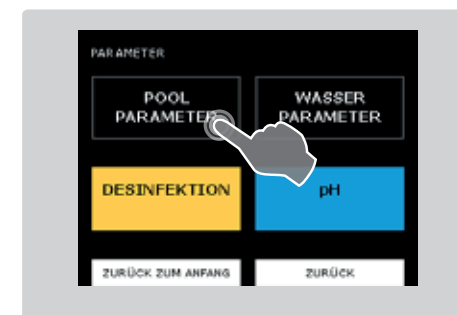 PARAMETER
POOL
PARAMETER
WASSER
PARAMETER
DESINFEKTION
pH
ZURÜCK ZUM ANFANG
ZURÜCK